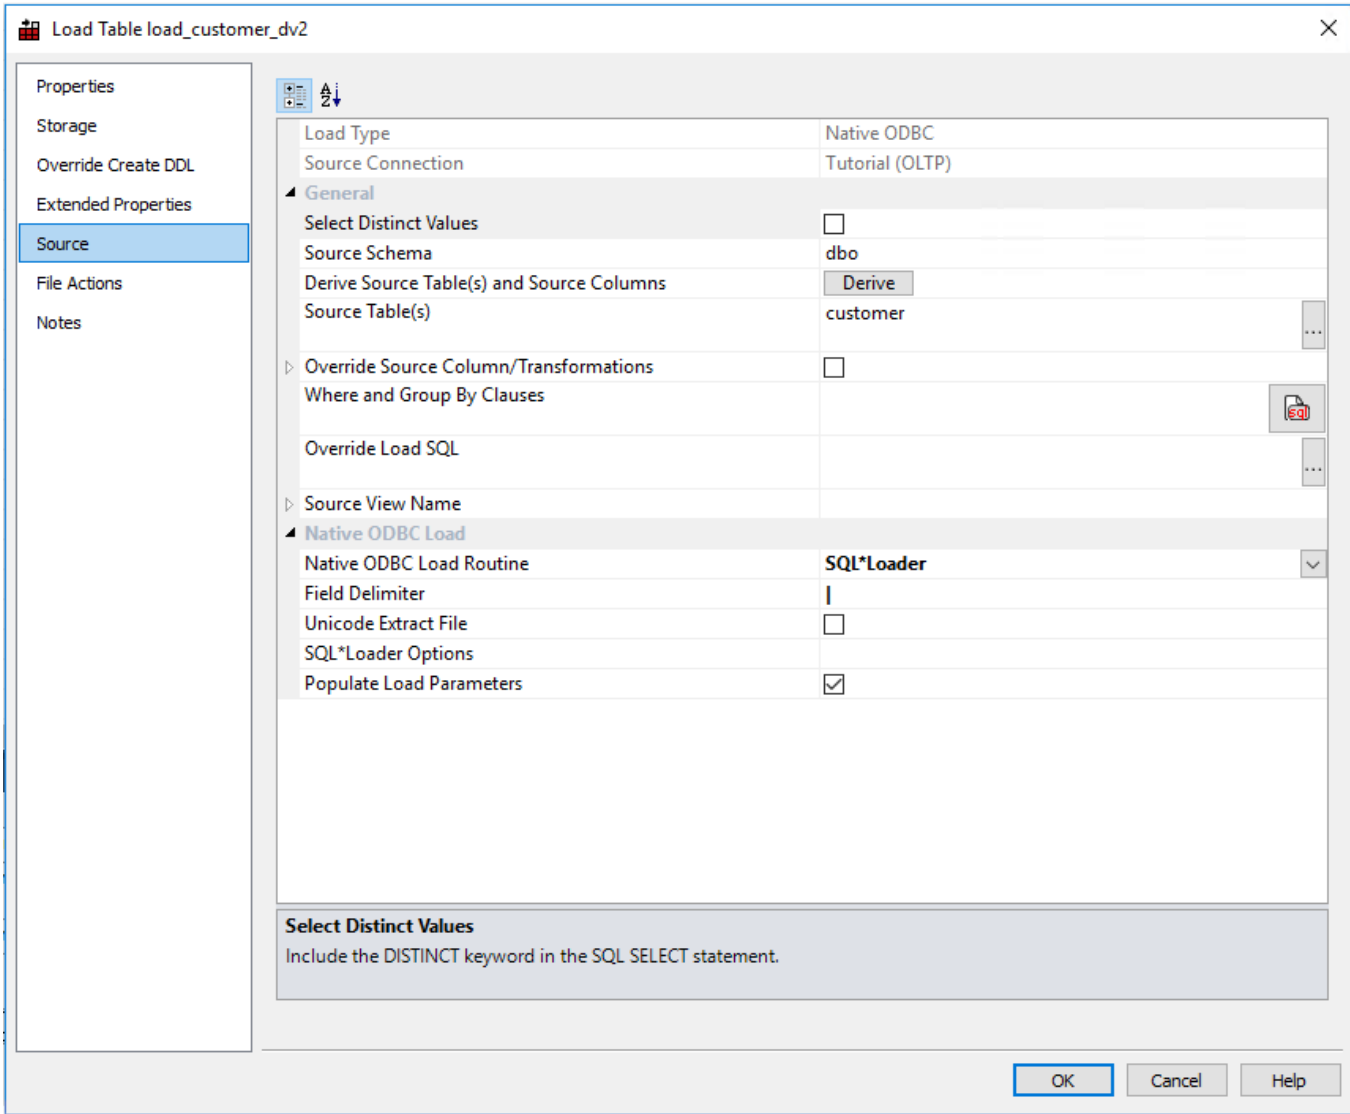 Load Table load_customer_dv2
Properties
Storage
Override Create DDL
Extended Properties
Source
File Actions
Notes
Load Type Native ODBC
Source Connection Tutorial (OLTP)
General
Select Distinct Values
Source Schema dbo
Derive Source Table(s) and Source Columns Derive
Source Table(s) customer
...
Override Source Column/Transformations
Where and Group By Clauses
sql
Override Load SQL
...
Source View Name
Native ODBC Load
Native ODBC Load Routine SQL*Loader
Field Delimiter |
Unicode Extract File
SQL*Loader Options
Populate Load Parameters
Select Distinct Values
Include the DISTINCT keyword in the SQL SELECT statement.
OK Cancel Help